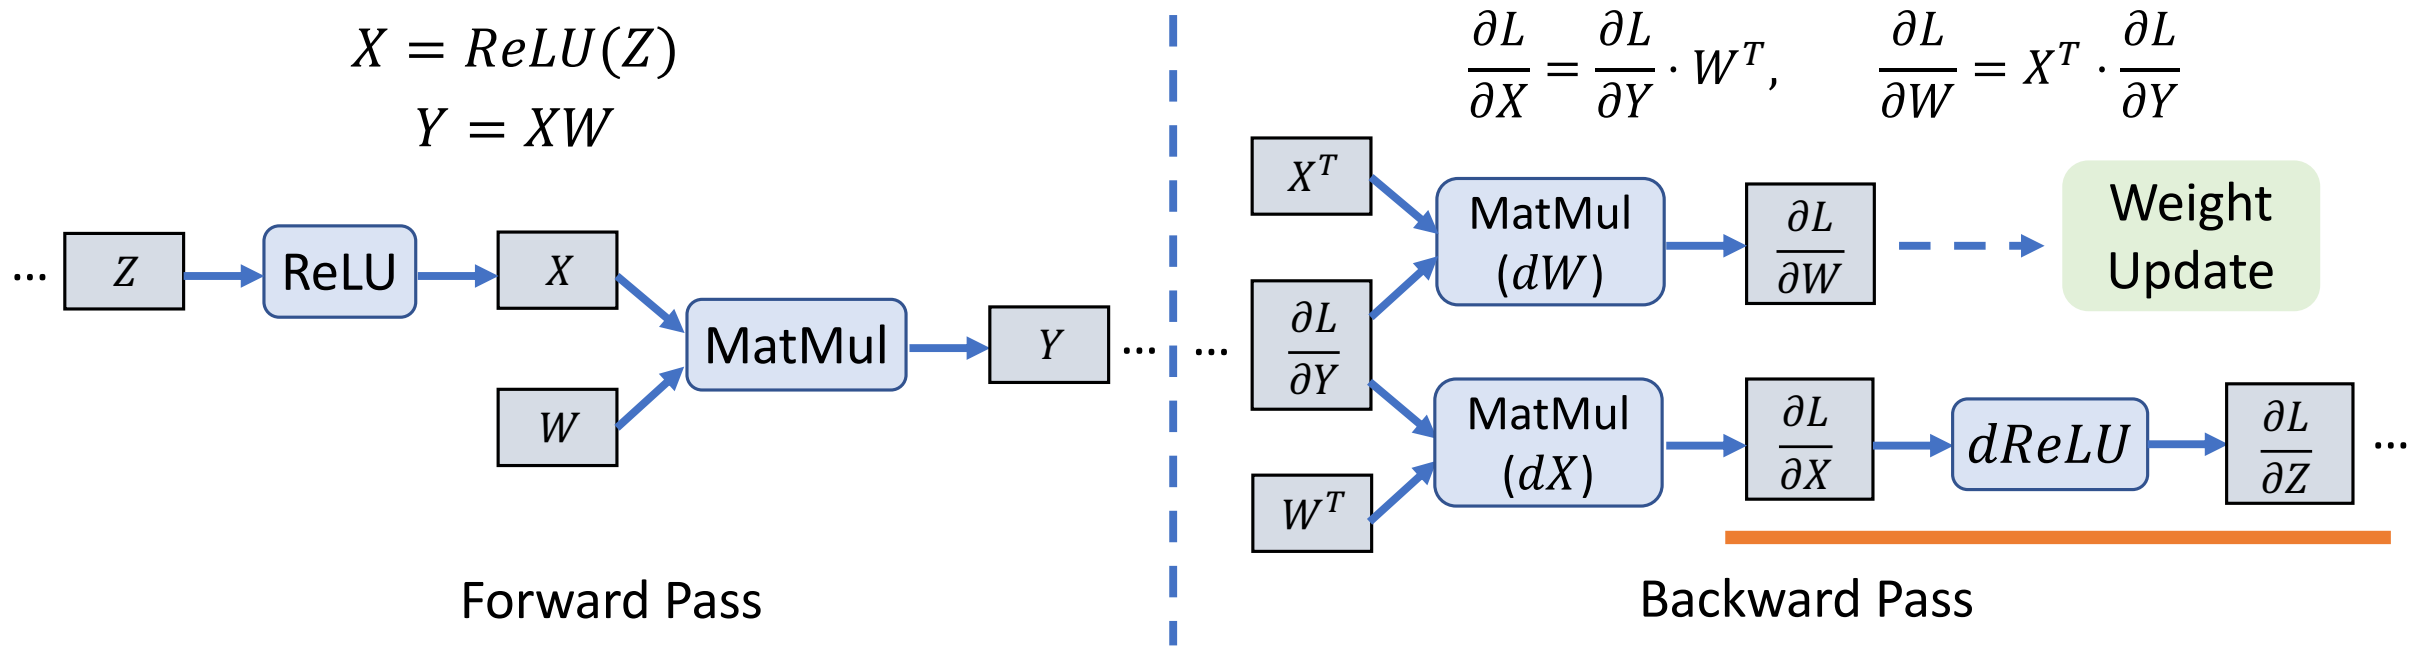 X = ReLU(Z)
Y = XW
... Z ReLU X
W
MatMul Y ...
Forward Pass
∂L/∂X = ∂L/∂Y · W^T, ∂L/∂W = X^T · ∂L/∂Y
X^T
... ∂L/∂Y
W^T
MatMul
(dW)
∂L/∂W
Weight
Update
MatMul
(dX)
∂L/∂X
dReLU
∂L/∂Z ...
Backward Pass